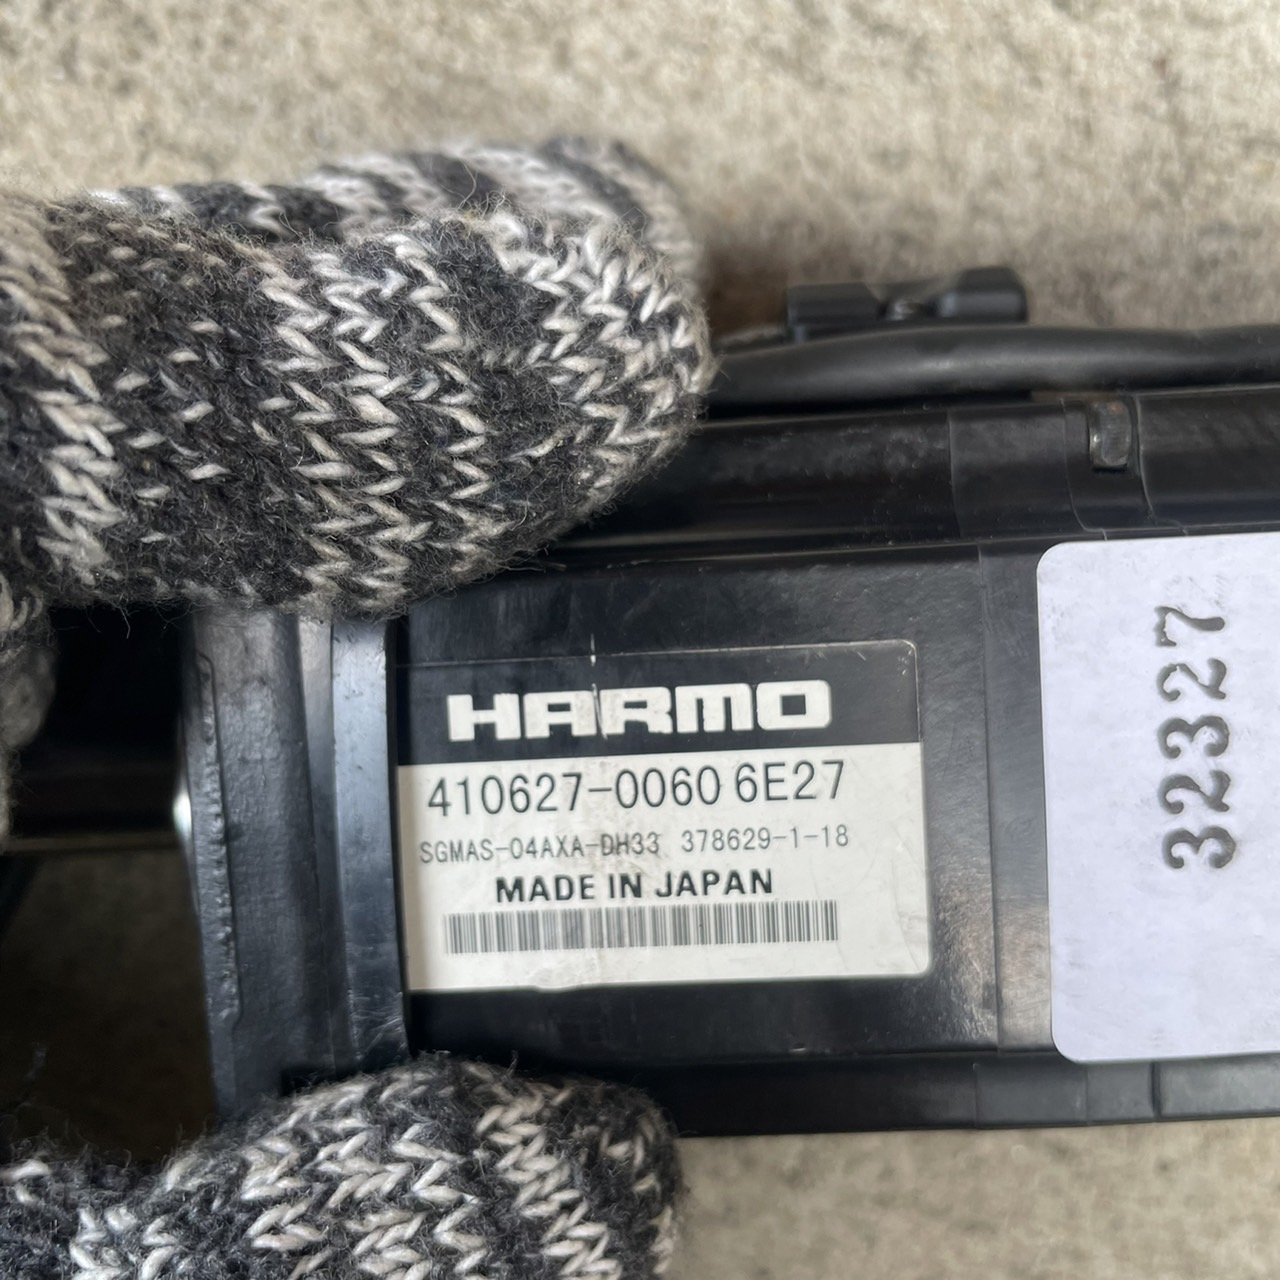 HARMO
410627-0060 6E27
SGMAS-04AXA-DH33 378629-1-18
MADE IN JAPAN
32327